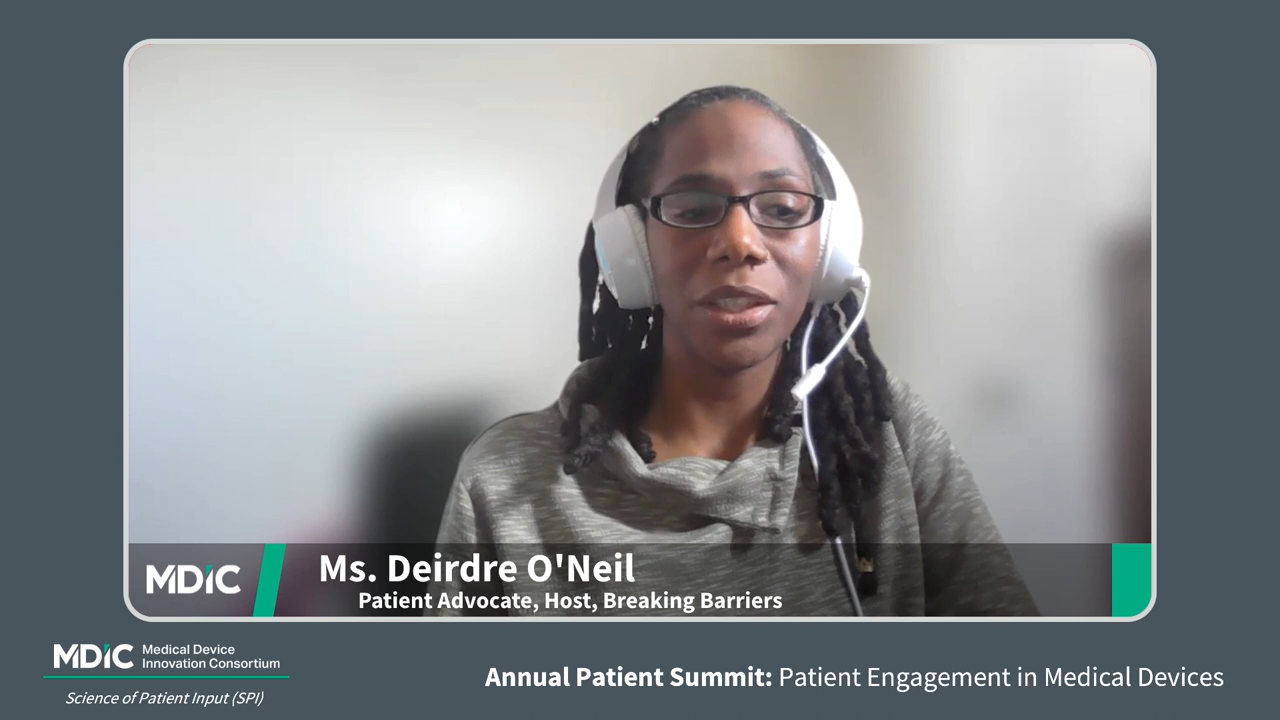 MDIC
Ms. Deirdre O'Neil
Patient Advocate, Host, Breaking Barriers
MDIC
Medical Device
Innovation Consortium
Science of Patient Input (SPI)
Annual Patient Summit: Patient Engagement in Medical Devices